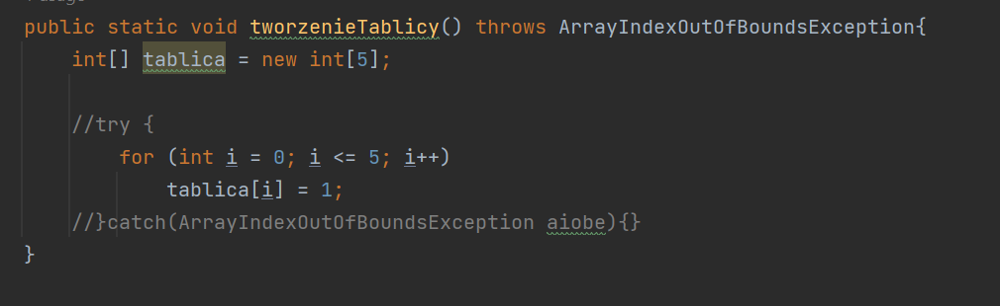 public static void tworzenieTablicy() throws ArrayIndexOutOfBoundsException{
int[] tablica = new int[5];
//try {
for (int i = 0; i <= 5; i++)
tablica[i] = 1;
//}catch(ArrayIndexOutOfBoundsException aiobe){}
}